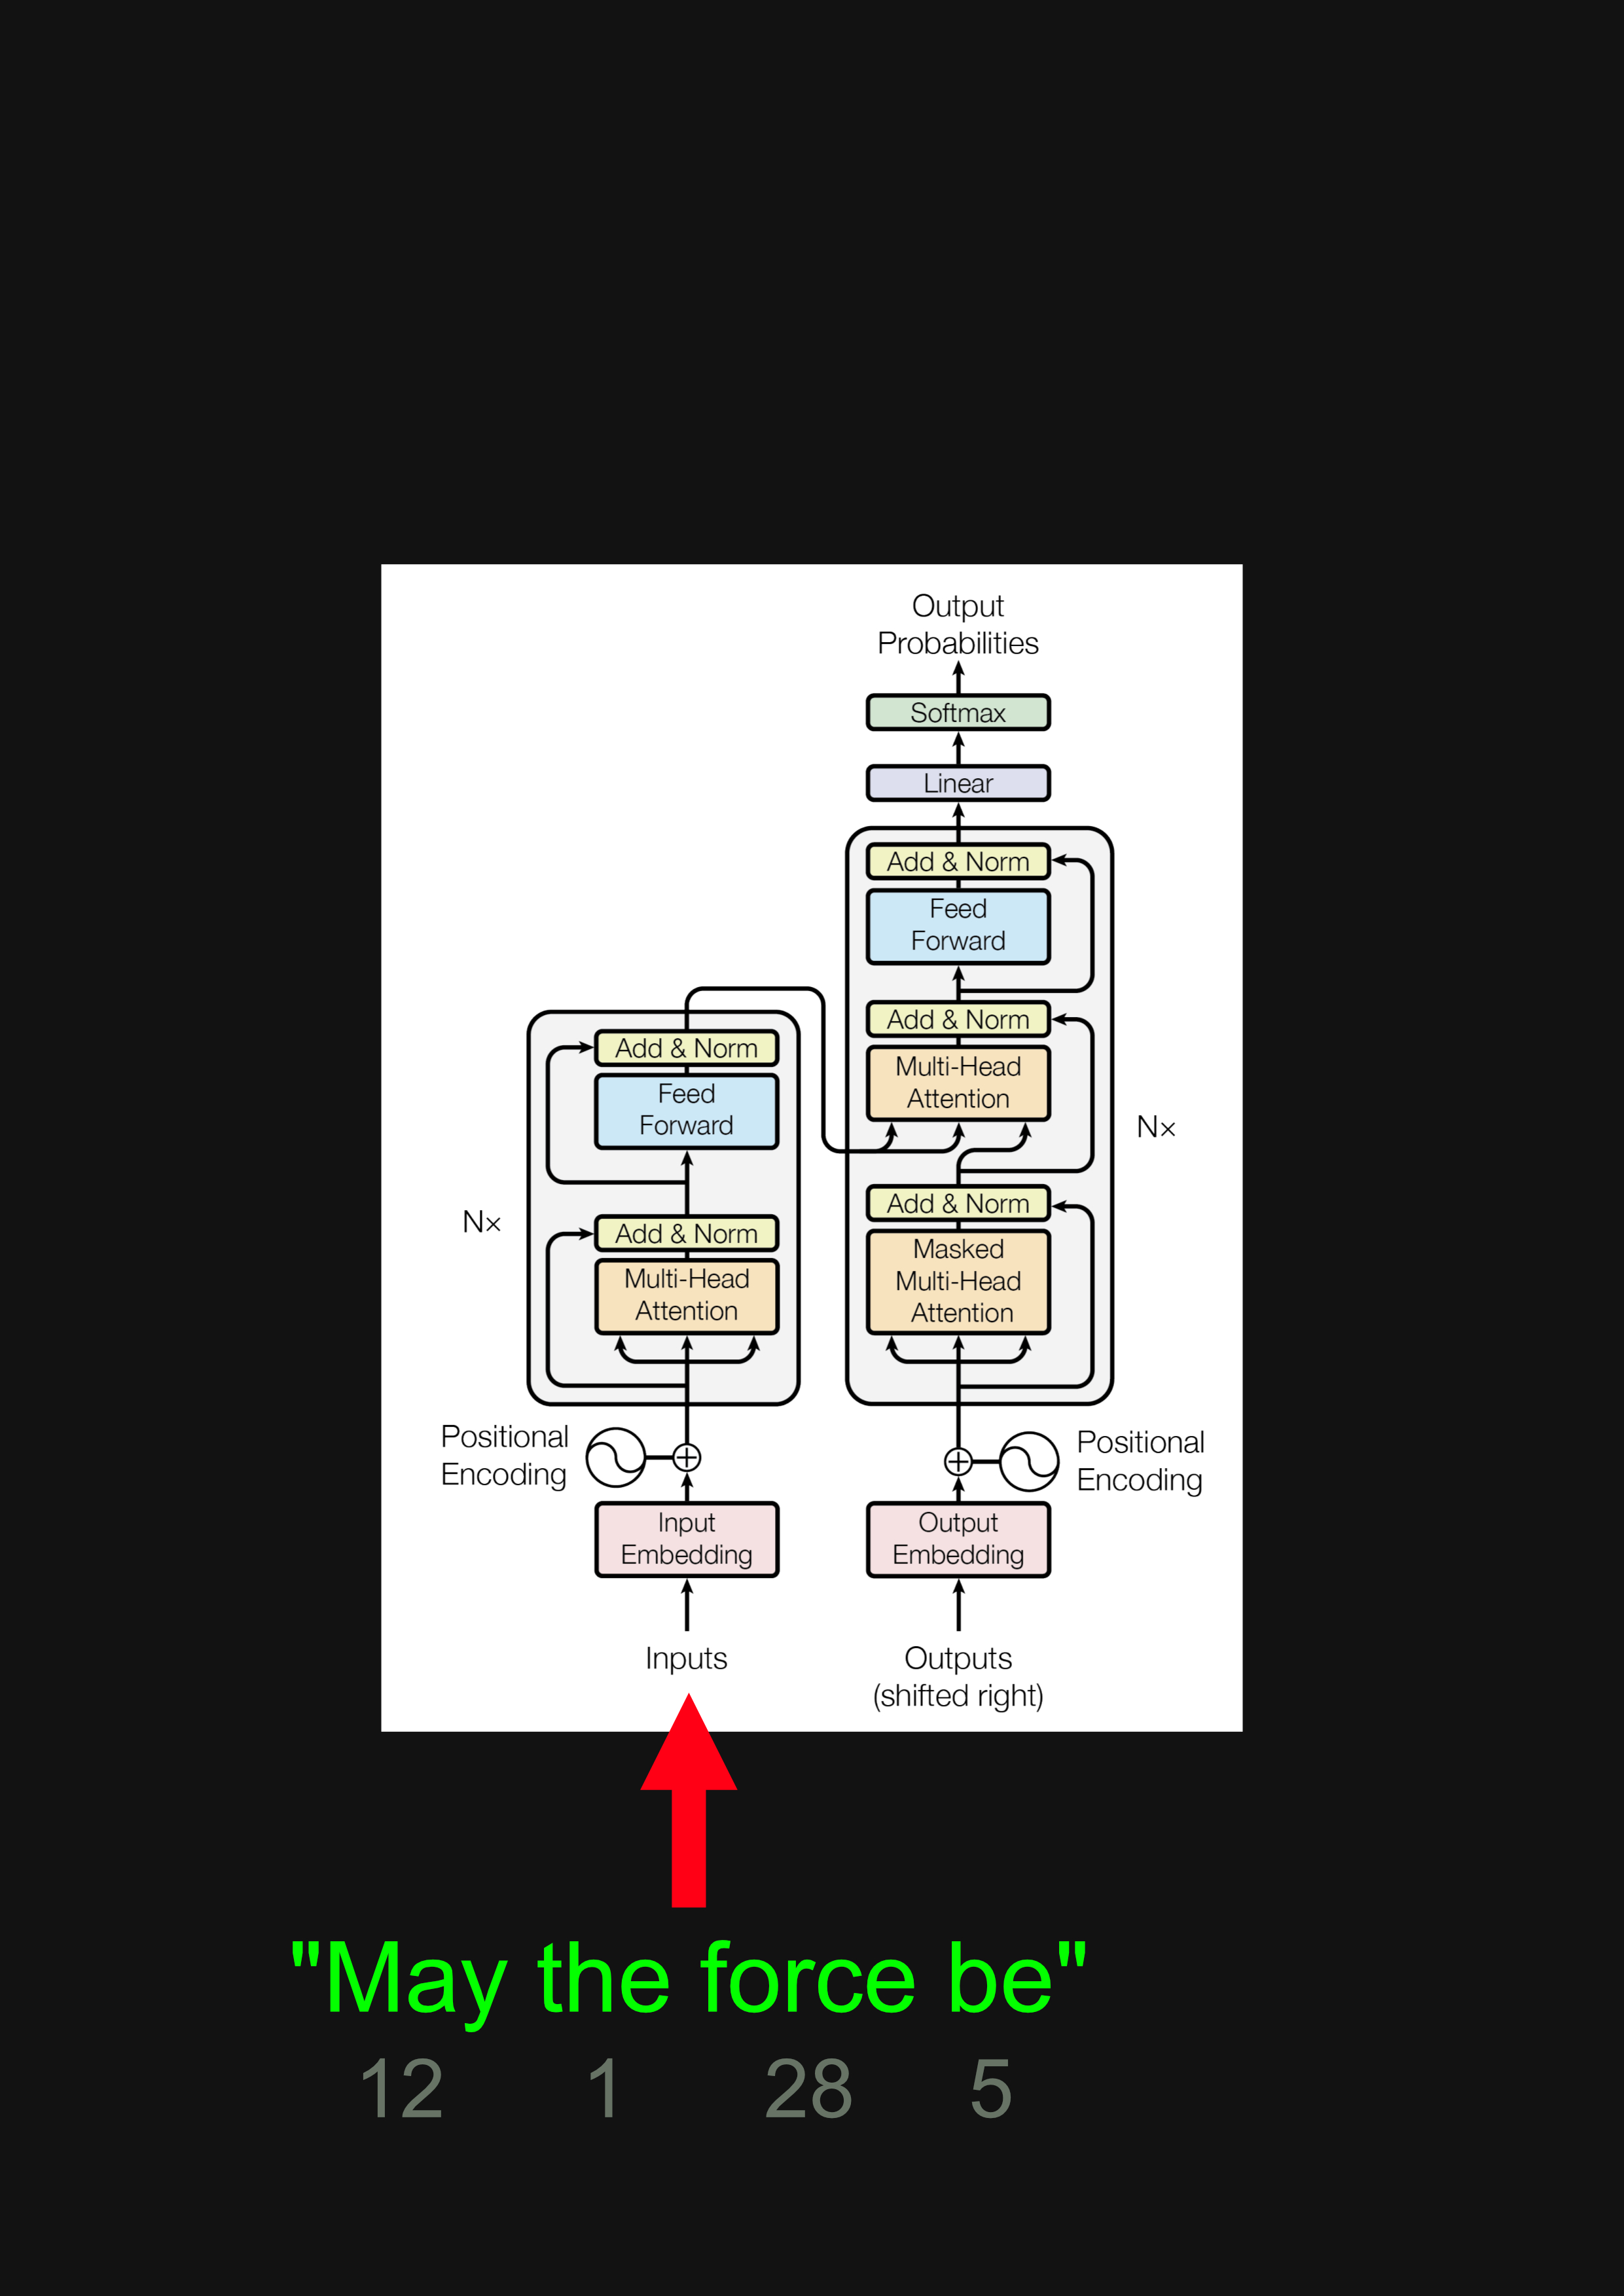 Output
Probabilities
Softmax
Linear
Add & Norm
Feed
Forward
Add & Norm
Multi-Head
Attention
Nx
Add & Norm
Masked
Multi-Head
Attention
Add & Norm
Feed
Forward
Nx
Add & Norm
Multi-Head
Attention
Positional
Encoding
Positional
Encoding
Input
Embedding
Output
Embedding
Inputs
Outputs
(shifted right)
"May the force be"
12 1 28 5